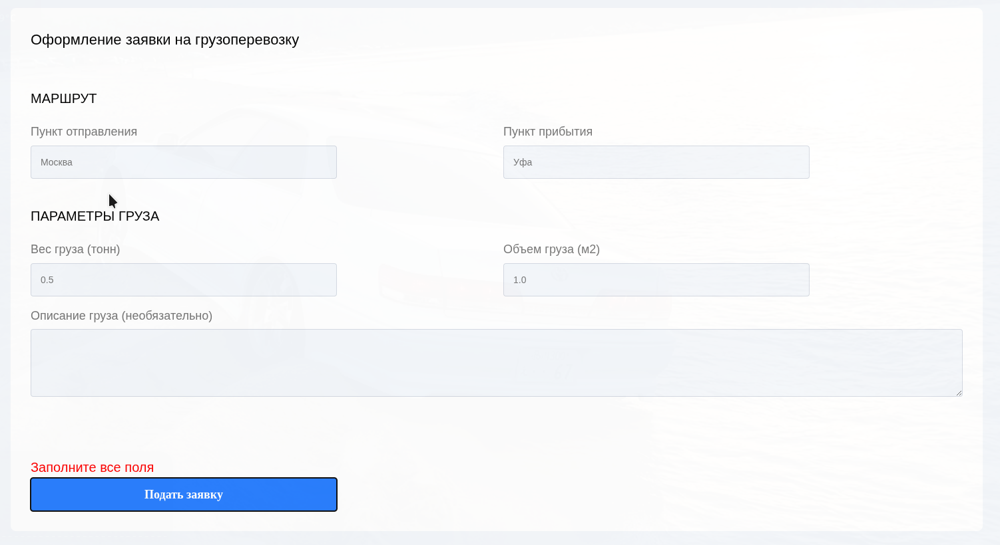 Оформление заявки на грузоперевозку
МАРШРУТ
Пункт отправления
Пункт прибытия
Москва
Уфа
ПАРАМЕТРЫ ГРУЗА
Вес груза (тонн)
Объем груза (м2)
0.5
1.0
Описание груза (необязательно)
Заполните все поля
Подать заявку